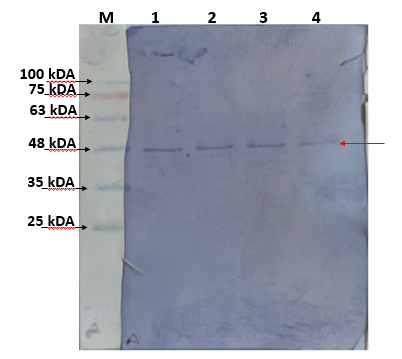 M 1 2 3 4
100 kDA
75 kDA
63 kDA
48 kDA
35 kDA
25 kDA